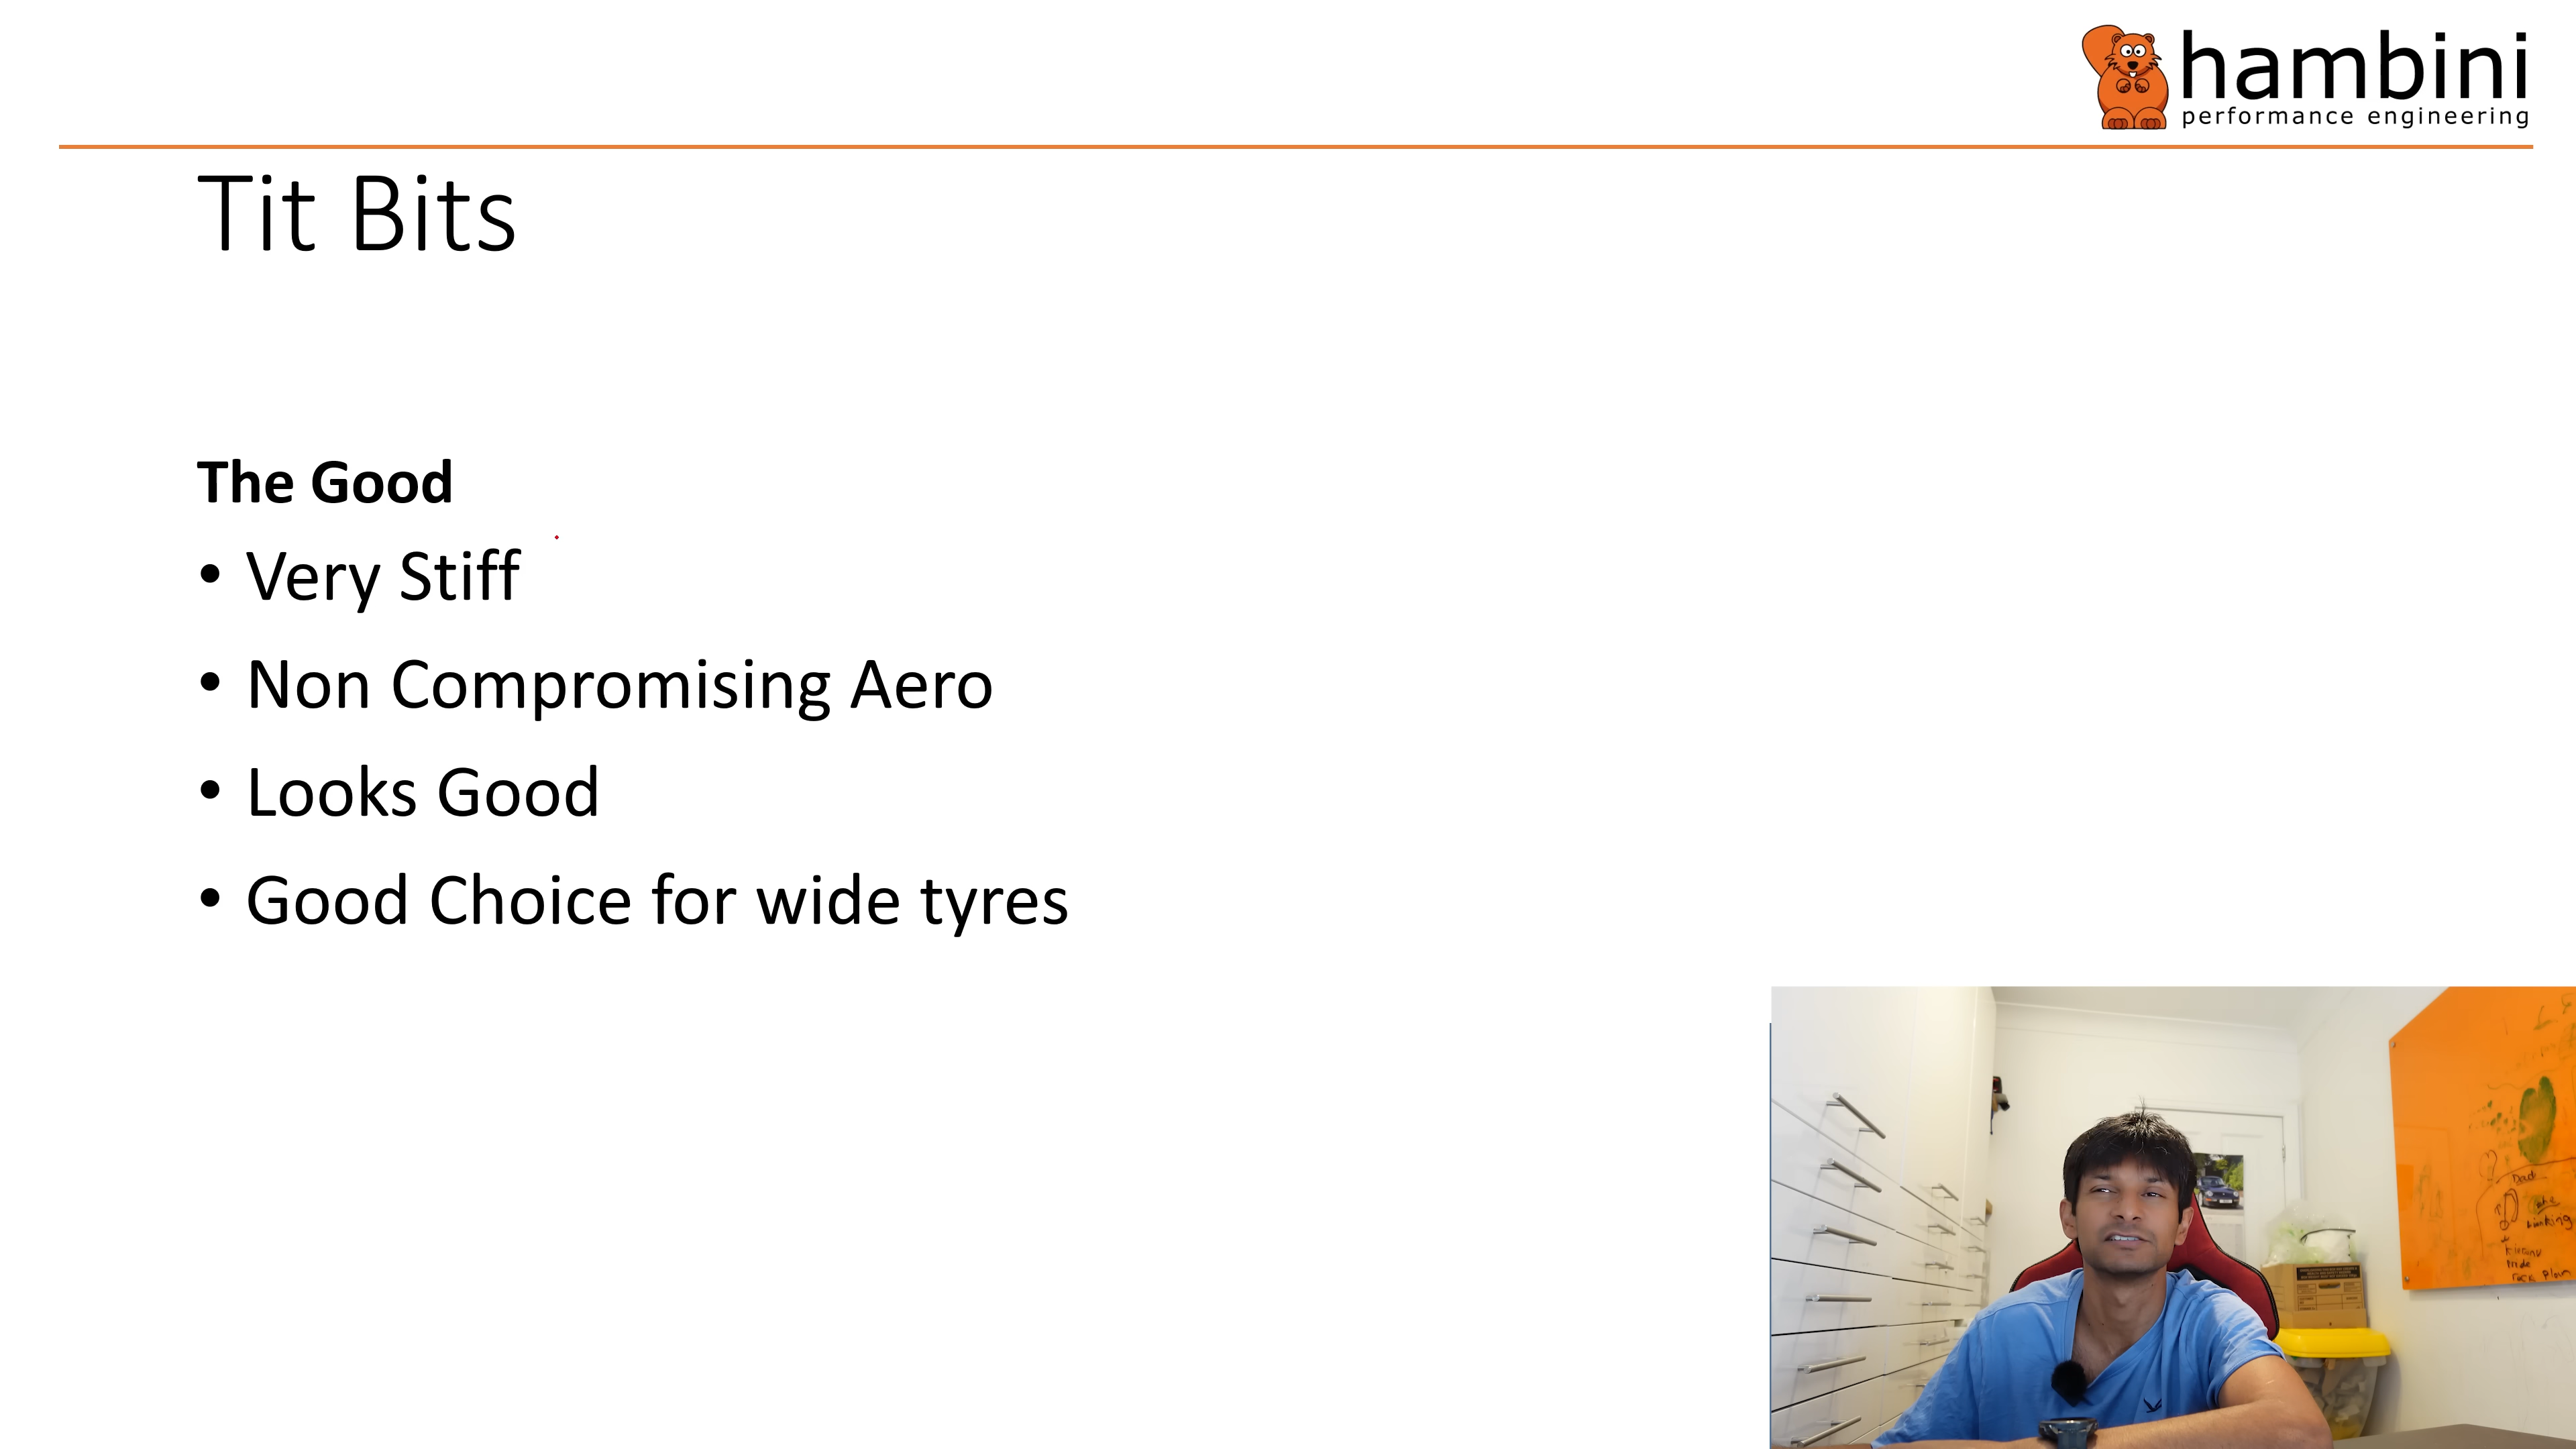 hambini
performance engineering
Tit Bits
The Good
• Very Stiff
• Non Compromising Aero
• Looks Good
• Good Choice for wide tyres
Dad